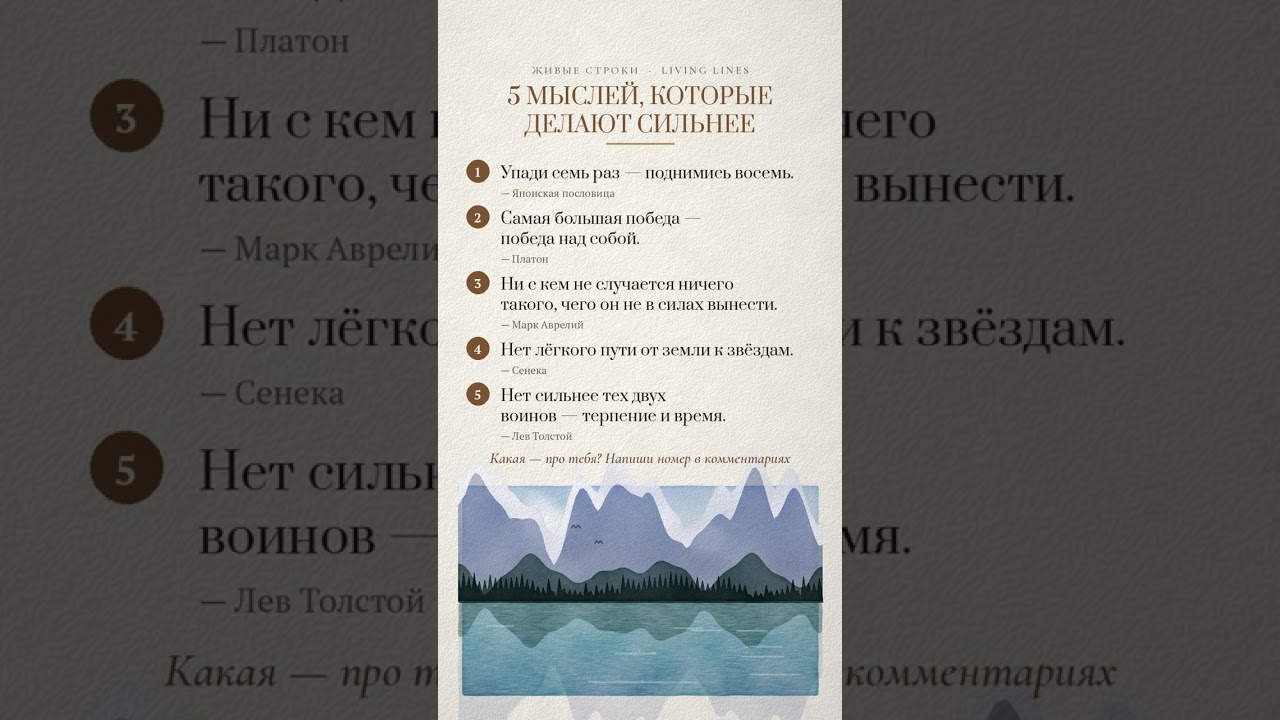 ЖИВЫЕ СТРОКИ · LIVING LINES
5 МЫСЛЕЙ, КОТОРЫЕ
ДЕЛАЮТ СИЛЬНЕЕ
1 Упади семь раз — поднимись восемь.
— Японская пословица
2 Самая большая победа —
победа над собой.
— Платон
3 Ни с кем не случается ничего
такого, чего он не в силах вынести.
— Марк Аврелий
4 Нет лёгкого пути от земли к звёздам.
— Сенека
5 Нет сильнее тех двух
воинов — терпение и время.
— Лев Толстой
Какая — про тебя? Напиши номер в комментариях